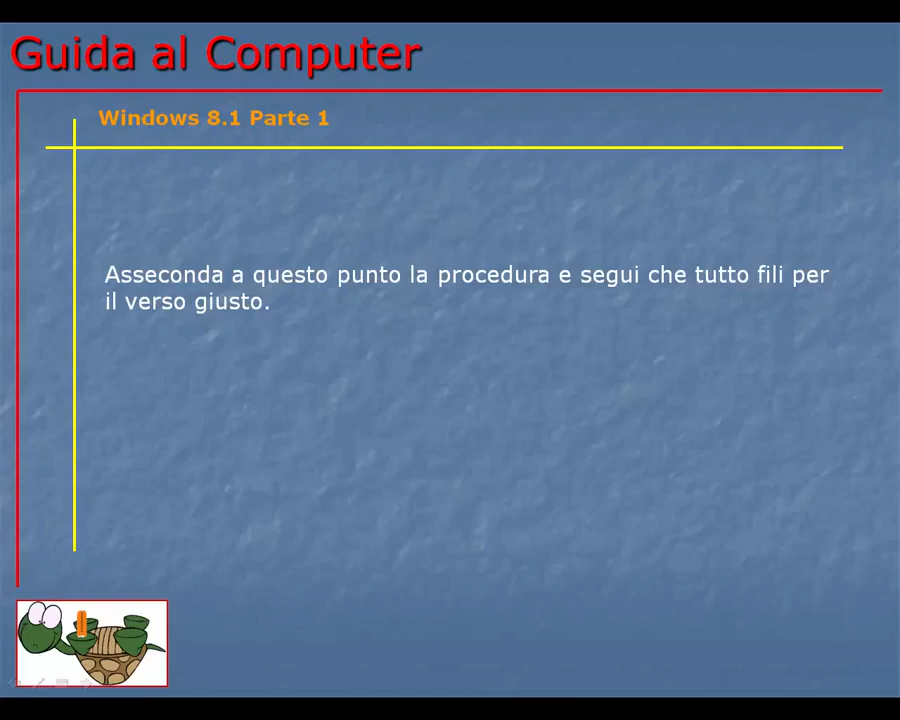 Guida al Computer
Windows 8.1 Parte 1
Asseconda a questo punto la procedura e segui che tutto fili per
il verso giusto.